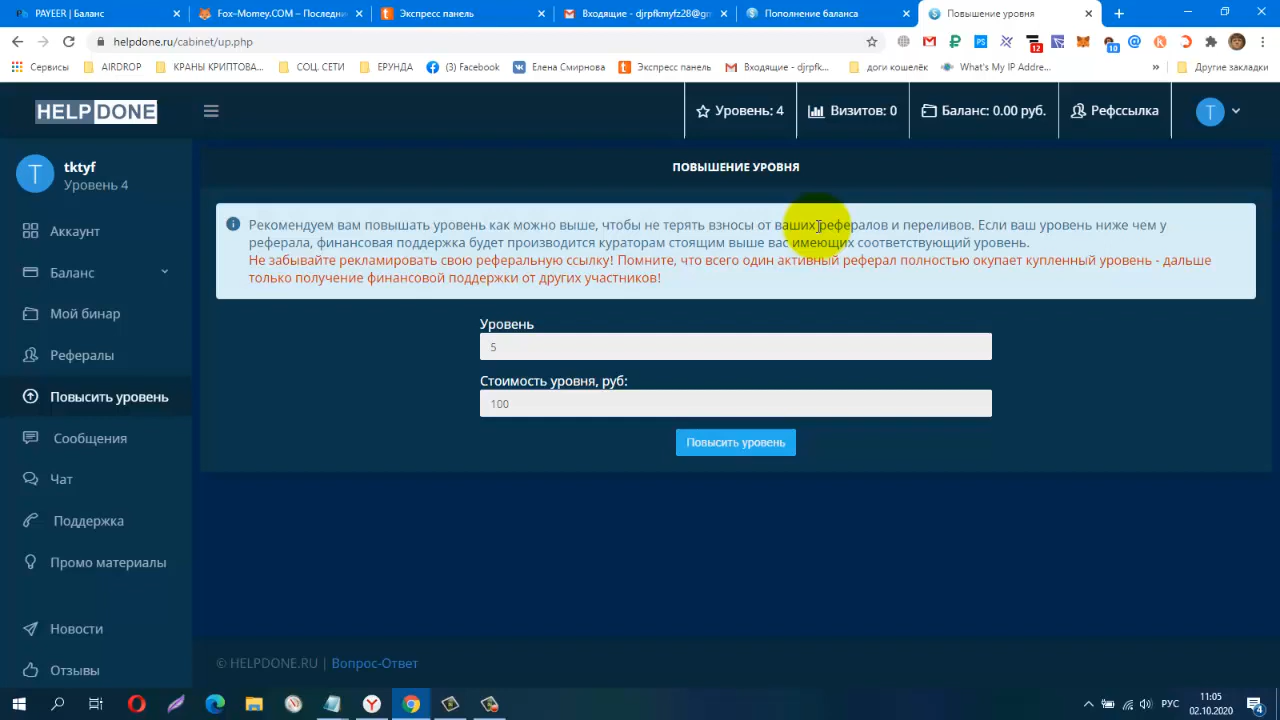 PAYEER | Баланс
Fox-Momey.COM – Последни
Экспресс панель
Входящие - djrpfkmyfz28@gm
Пополнение баланса
Повышение уровня
helpdone.ru/cabinet/up.php
12
10
Сервисы
AIRDROP
КРАНЫ КРИПТОВА...
СОЦ. СЕТИ
ЕРУНДА
(3) Facebook
Елена Смирнова
Экспресс панель
Входящие - djrpfk...
доги кошелёк
What's My IP Addre...
»
Другие закладки
HELP DONE
Уровень: 4
Визитов: 0
Баланс: 0.00 руб.
Рефссылка
T
T
tktyf
Уровень 4
Аккаунт
Баланс
Мой бинар
Рефералы
Повысить уровень
Сообщения
Чат
Поддержка
Промо материалы
Новости
Отзывы
ПОВЫШЕНИЕ УРОВНЯ
Рекомендуем вам повышать уровень как можно выше, чтобы не терять взносы от ваших рефералов и переливов. Если ваш уровень ниже чем у
реферала, финансовая поддержка будет производится кураторам стоящим выше вас имеющих соответствующий уровень.
Не забывайте рекламировать свою реферальную ссылку! Помните, что всего один активный реферал полностью окупает купленный уровень - дальше
только получение финансовой поддержки от других участников!
Уровень
5
Стоимость уровня, руб:
100
Повысить уровень
© HELPDONE.RU | Вопрос-Ответ
РУС
11:05
02.10.2020
4